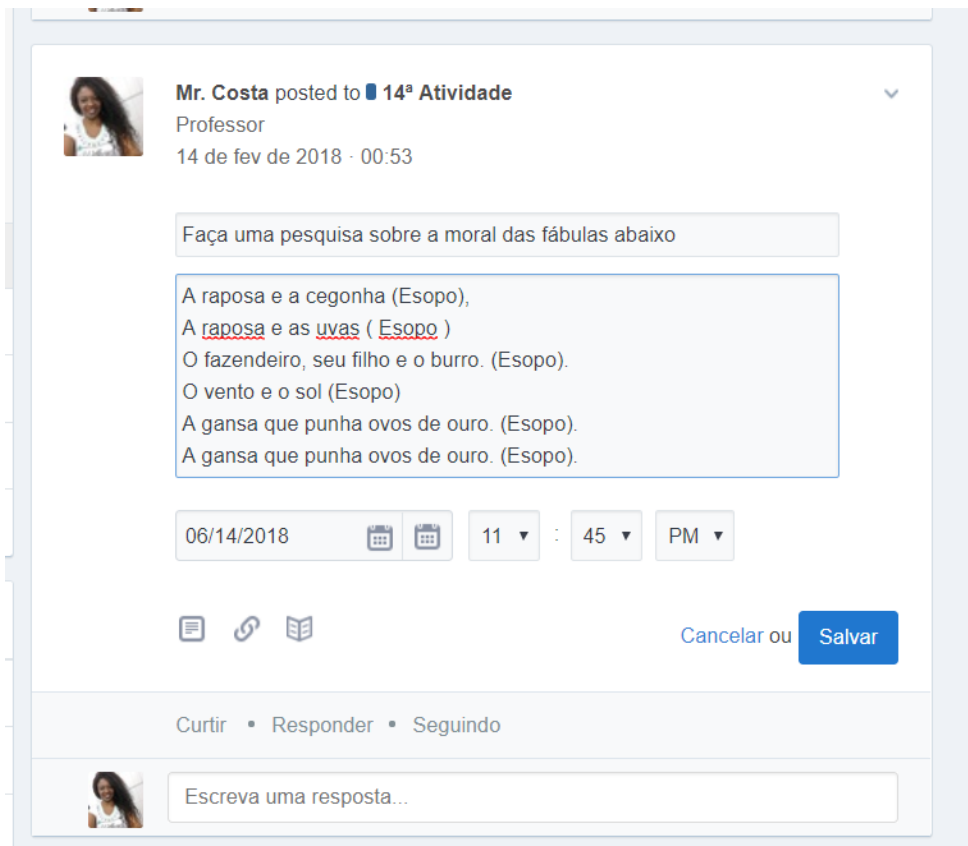 Mr. Costa posted to 14ª Atividade
Professor
14 de fev de 2018 · 00:53
Faça uma pesquisa sobre a moral das fábulas abaixo
A raposa e a cegonha (Esopo),
A raposa e as uvas ( Esopo )
O fazendeiro, seu filho e o burro. (Esopo).
O vento e o sol (Esopo)
A gansa que punha ovos de ouro. (Esopo).
A gansa que punha ovos de ouro. (Esopo).
06/14/2018 11 : 45 PM
Cancelar ou Salvar
Curtir • Responder • Seguindo
Escreva uma resposta...